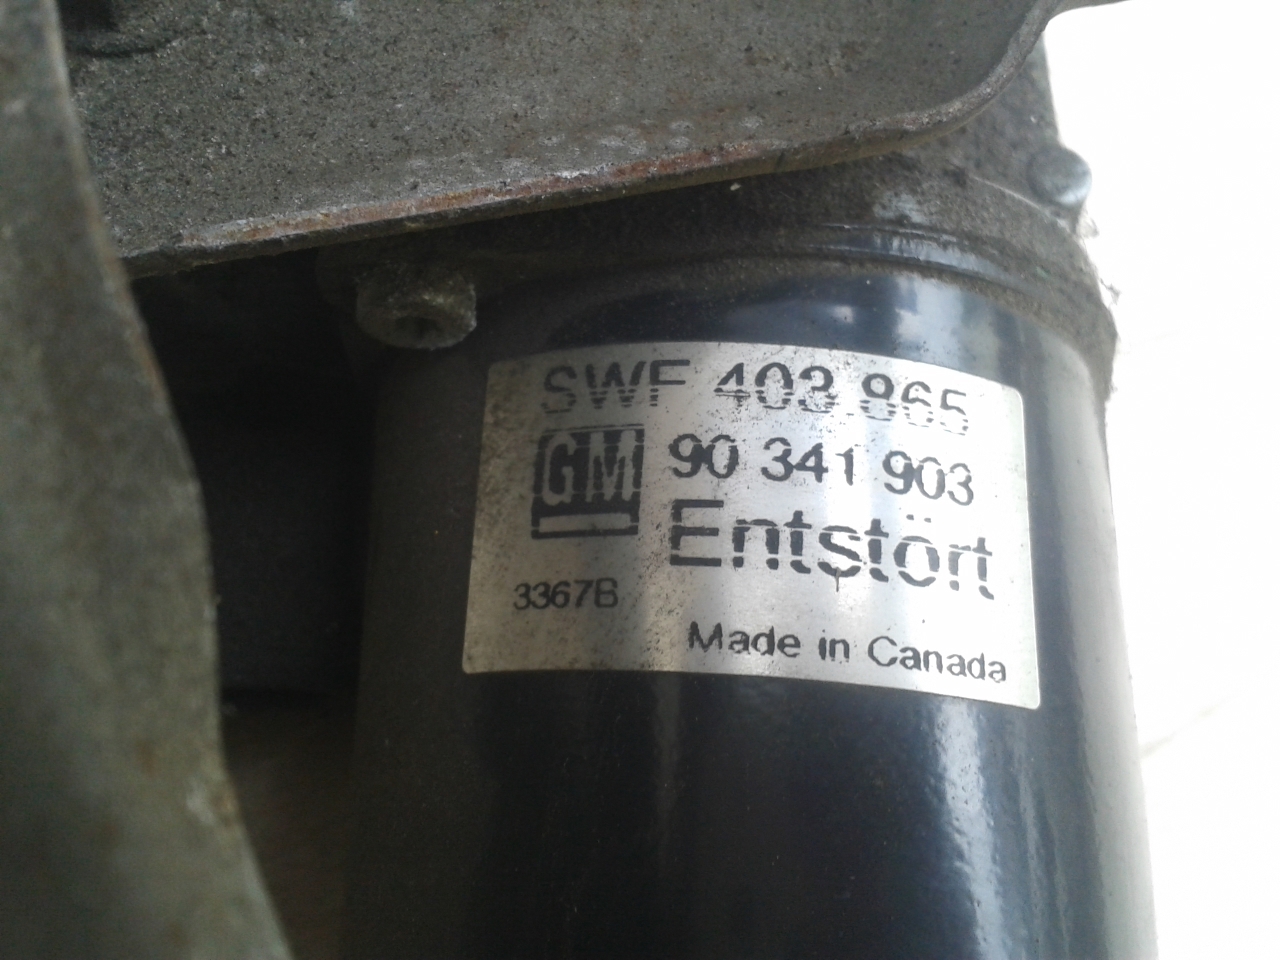 SWF 403.865
GM 90 341 903
Entstört
3367B
Made in Canada